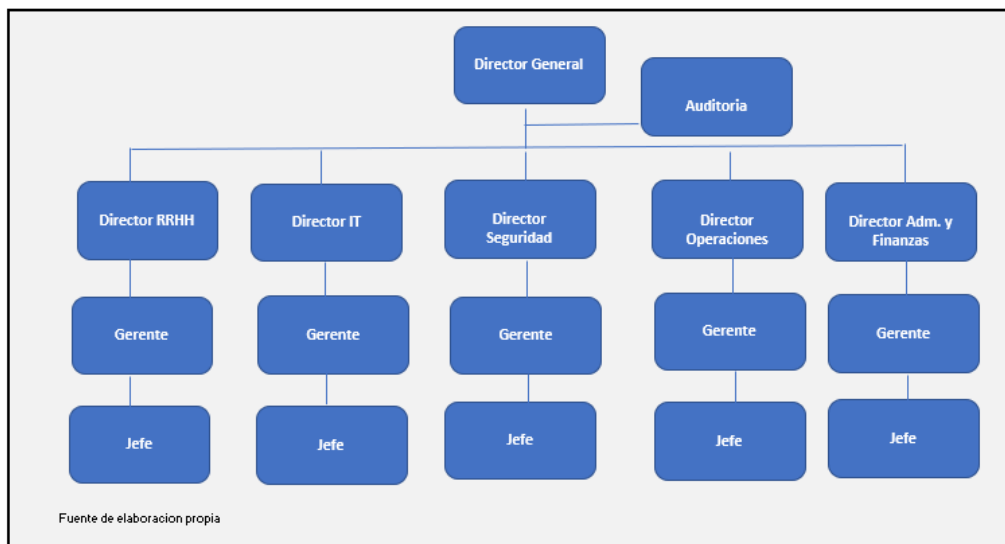 Director General
Auditoria
Director RRHH
Director IT
Director
Seguridad
Director
Operaciones
Director Adm. y
Finanzas
Gerente
Gerente
Gerente
Gerente
Gerente
Jefe
Jefe
Jefe
Jefe
Jefe
Fuente de elaboracion propia